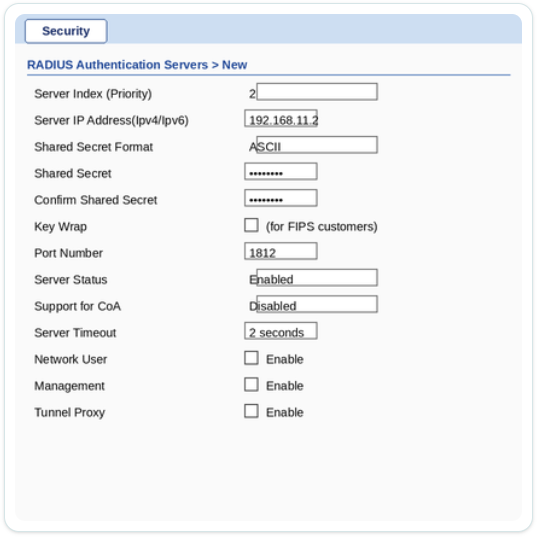 Security
RADIUS Authentication Servers > New
Server Index (Priority) 2
Server IP Address(Ipv4/Ipv6) 192.168.11.2
Shared Secret Format ASCII
Shared Secret ••••••••
Confirm Shared Secret ••••••••
Key Wrap (for FIPS customers)
Port Number 1812
Server Status Enabled
Support for CoA Disabled
Server Timeout 2 seconds
Network User Enable
Management Enable
Tunnel Proxy Enable